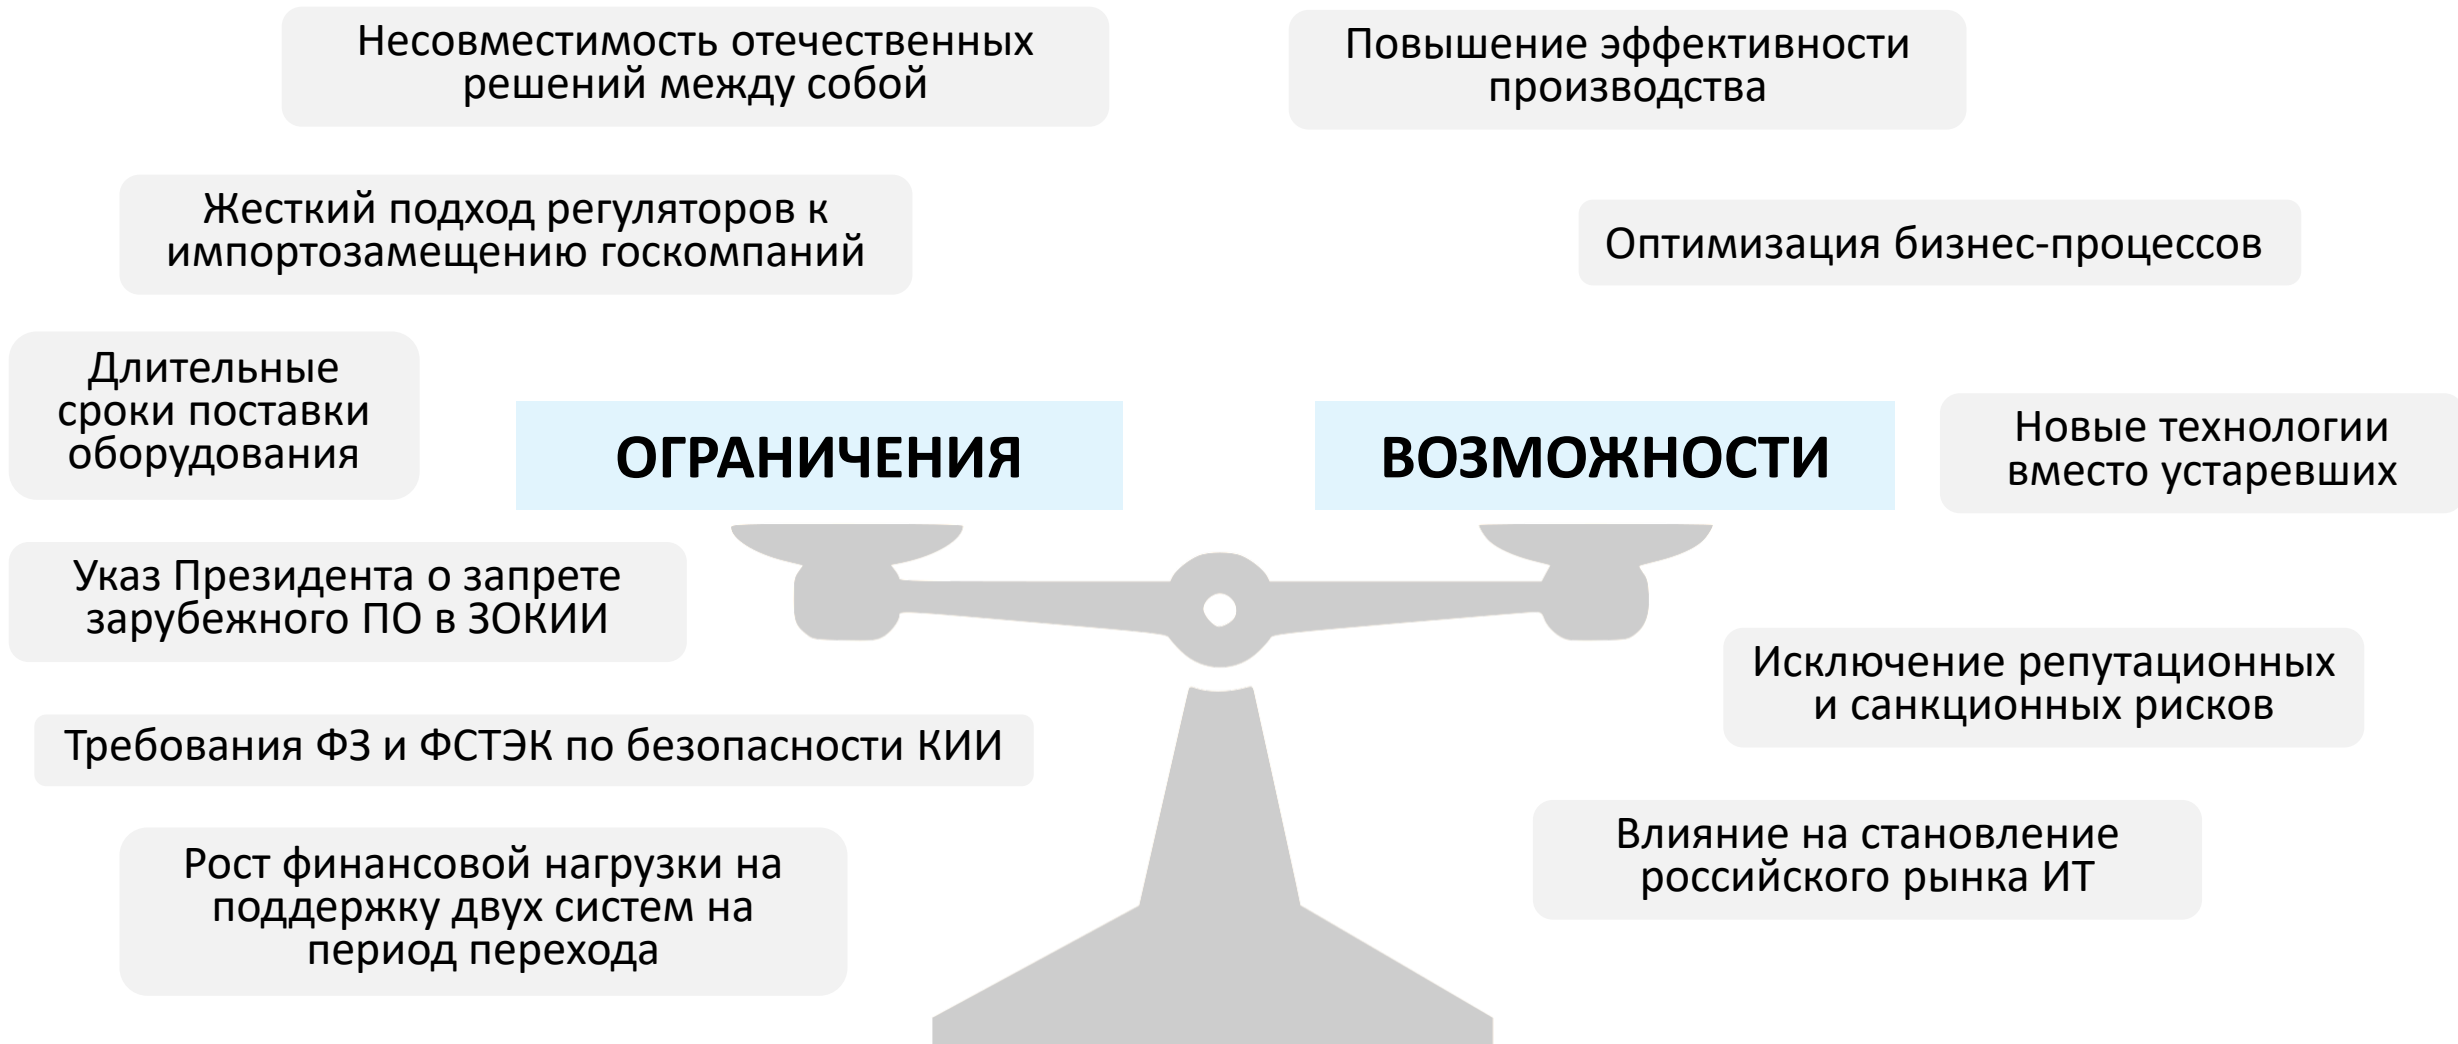 Несовместимость отечественных
решений между собой
Жесткий подход регуляторов к
импортозамещению госкомпаний
Длительные
сроки поставки
оборудования
ОГРАНИЧЕНИЯ
Указ Президента о запрете
зарубежного ПО в ЗОКИИ
Требования ФЗ и ФСТЭК по безопасности КИИ
Рост финансовой нагрузки на
поддержку двух систем на
период перехода
Повышение эффективности
производства
Оптимизация бизнес-процессов
ВОЗМОЖНОСТИ
Новые технологии
вместо устаревших
Исключение репутационных
и санкционных рисков
Влияние на становление
российского рынка ИТ